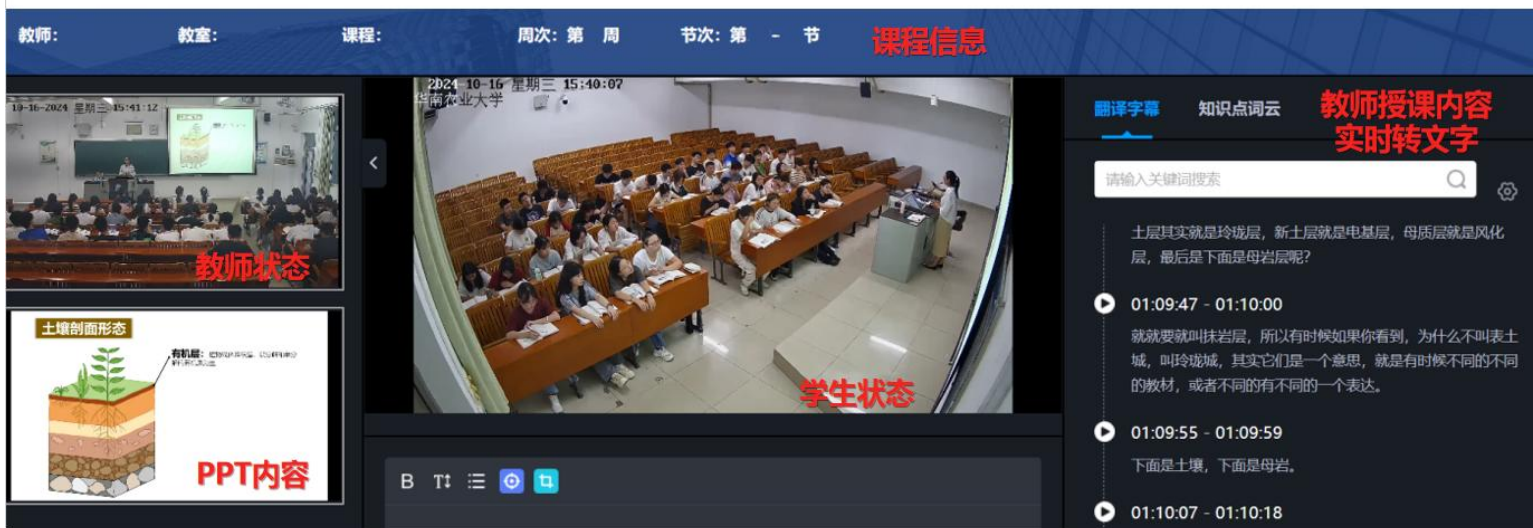 教师： 教室： 课程： 周次：第 周 节次：第 - 节 课程信息
10-16-2024 星期三 15:41:12
教师状态
土壤剖面形态
有机层：
PPT内容
2024-10-16 星期三 15:40:07
华南农业大学
学生状态
B T
翻译字幕 知识点词云
教师授课内容
实时转文字
请输入关键词搜索
土层其实就是玲珑层，新土层就是电基层，母质层就是风化
层，最后是下面是母岩层呢?
01:09:47 - 01:10:00
就就要就叫抹岩层，所以有时候如果你看到，为什么不叫表土
城，叫玲珑城，其实它们是一个意思，就是有时候不同的不同
的教材，或者不同的有不同的一个表达。
01:09:55 - 01:09:59
下面是土壤，下面是母岩。
01:10:07 - 01:10:18